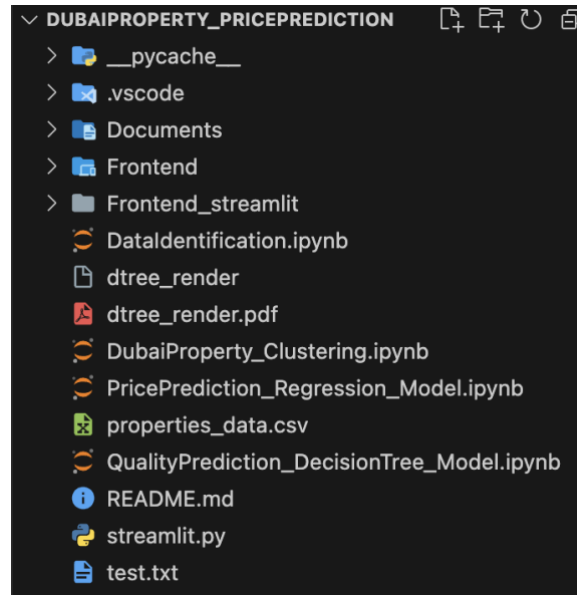 DUBAIPROPERTY_PRICEPREDICTION
__pycache__
.vscode
Documents
Frontend
Frontend_streamlit
DataIdentification.ipynb
dtree_render
dtree_render.pdf
DubaiProperty_Clustering.ipynb
PricePrediction_Regression_Model.ipynb
properties_data.csv
QualityPrediction_DecisionTree_Model.ipynb
README.md
streamlit.py
test.txt